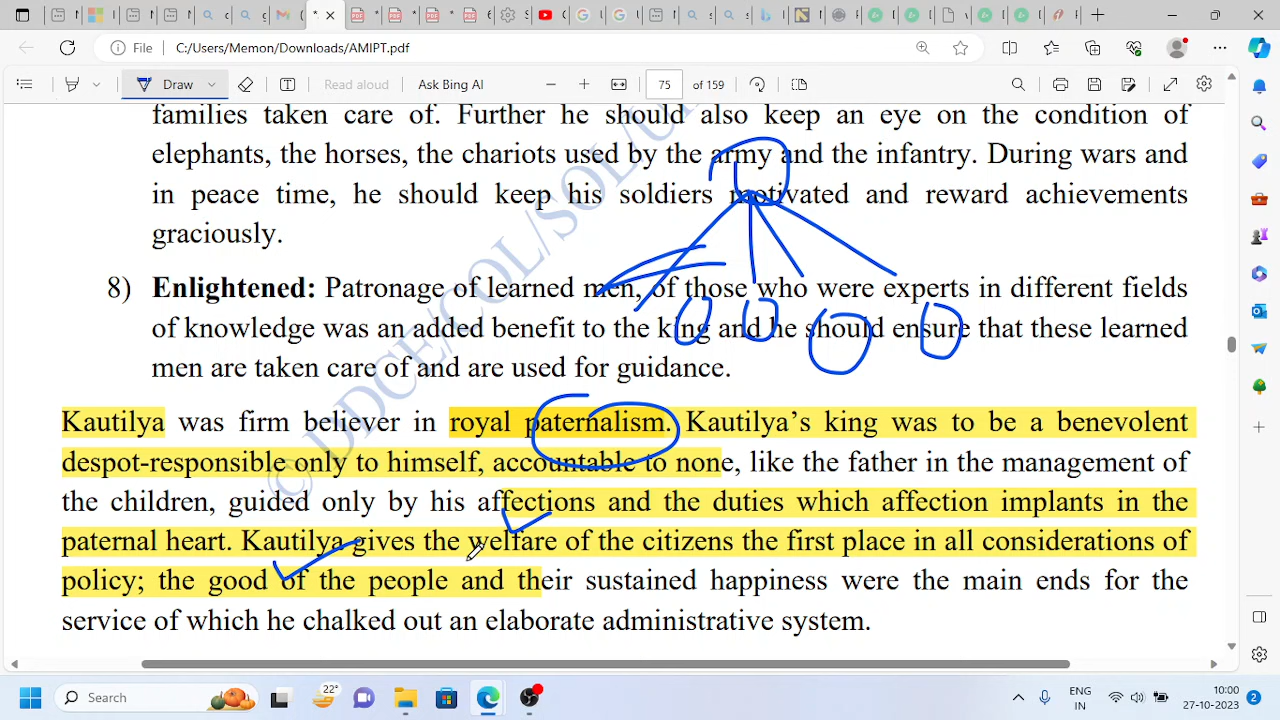 File
C:/Users/Memon/Downloads/AMIPT.pdf
Draw
Read aloud
Ask Bing AI
75
of 159
families taken care of. Further he should also keep an eye on the condition of
elephants, the horses, the chariots used by the army and the infantry. During wars and
in peace time, he should keep his soldiers motivated and reward achievements
graciously.
8) Enlightened: Patronage of learned men, of those who were experts in different fields
of knowledge was an added benefit to the king and he should ensure that these learned
men are taken care of and are used for guidance.
Kautilya was firm believer in royal paternalism. Kautilya's king was to be a benevolent
despot-responsible only to himself, accountable to none, like the father in the management of
the children, guided only by his affections and the duties which affection implants in the
paternal heart. Kautilya gives the welfare of the citizens the first place in all considerations of
policy; the good of the people and their sustained happiness were the main ends for the
service of which he chalked out an elaborate administrative system.
© DDCE/COL/SOL/U
Search
22°
ENG
IN
10:00
27-10-2023
2